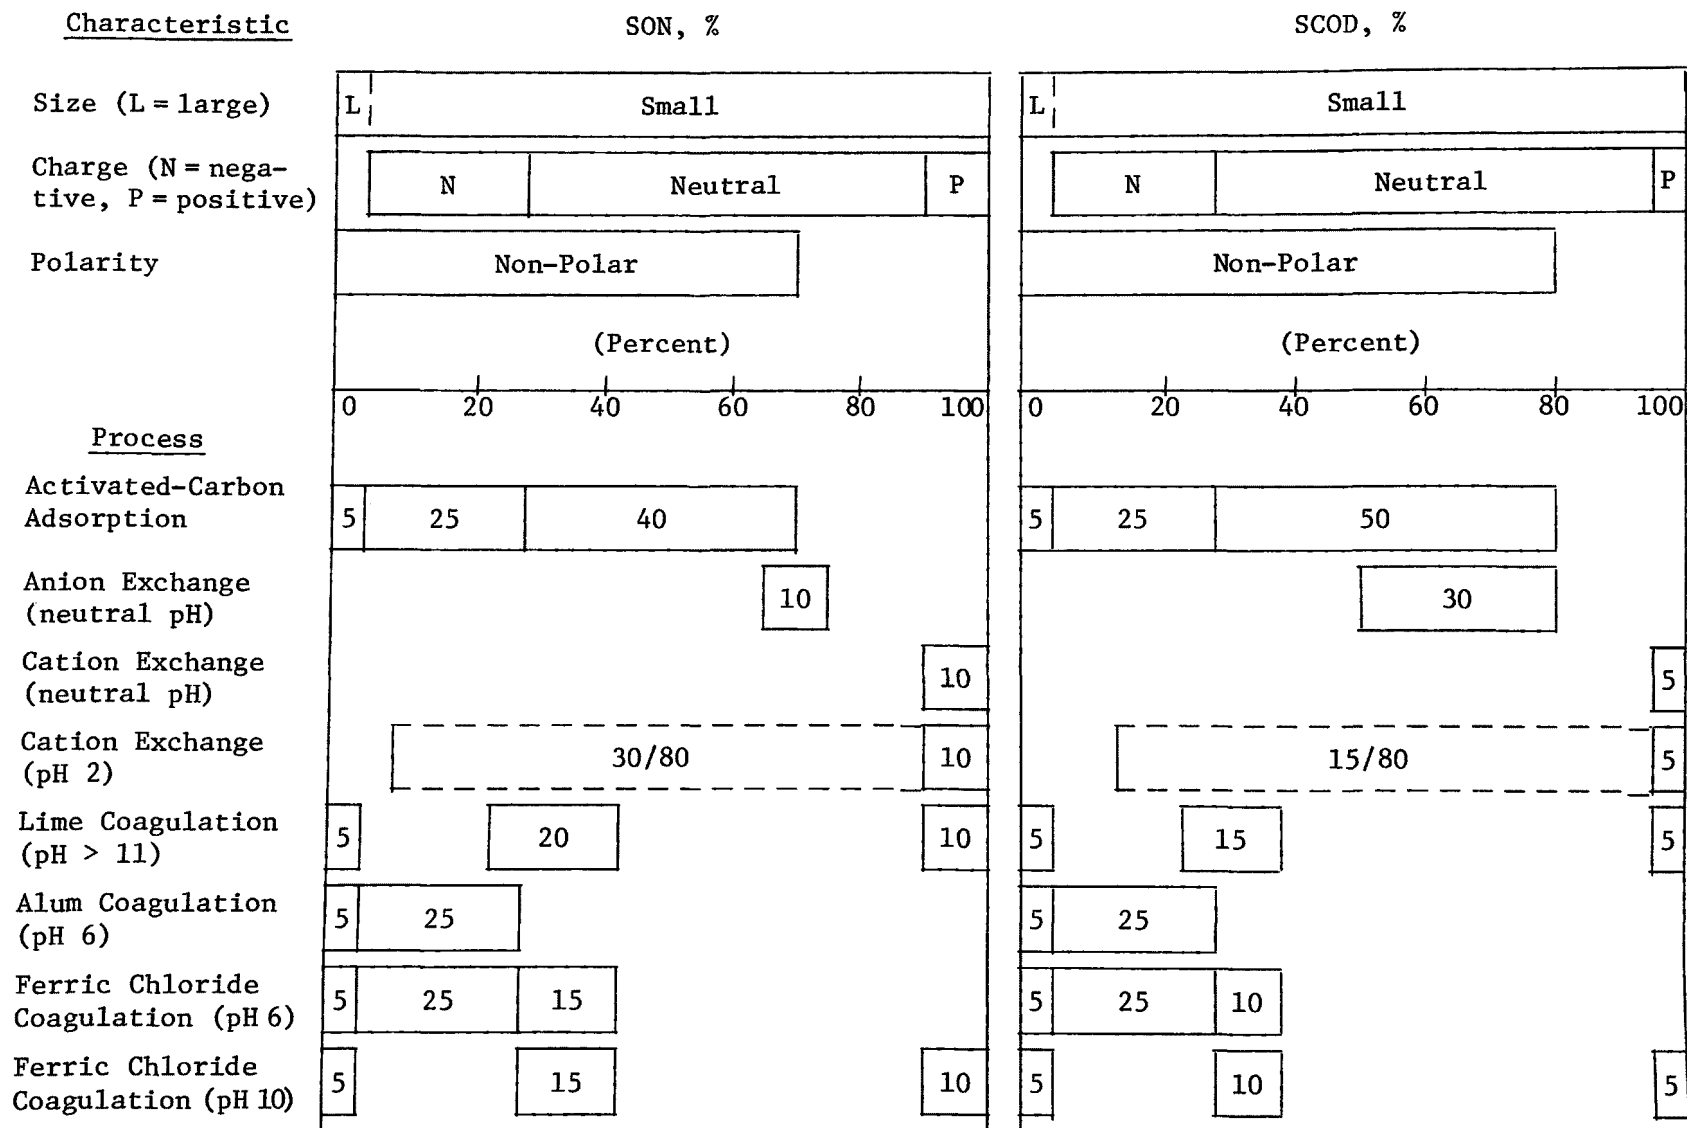 Characteristic SON, % SCOD, %
Size (L = large) L Small L Small
Charge (N = nega-
tive, P = positive) N Neutral P N Neutral P
Polarity Non-Polar Non-Polar
(Percent) (Percent)
0 20 40 60 80 100 0 20 40 60 80 100
Process
Activated-Carbon
Adsorption 5 25 40 5 25 50
Anion Exchange
(neutral pH) 10 30
Cation Exchange
(neutral pH) 10 5
Cation Exchange
(pH 2) 30/80 10 15/80 5
Lime Coagulation
(pH > 11) 5 20 10 5 15 5
Alum Coagulation
(pH 6) 5 25 5 25
Ferric Chloride
Coagulation (pH 6) 5 25 15 5 25 10
Ferric Chloride
Coagulation (pH 10) 5 15 10 5 10 5